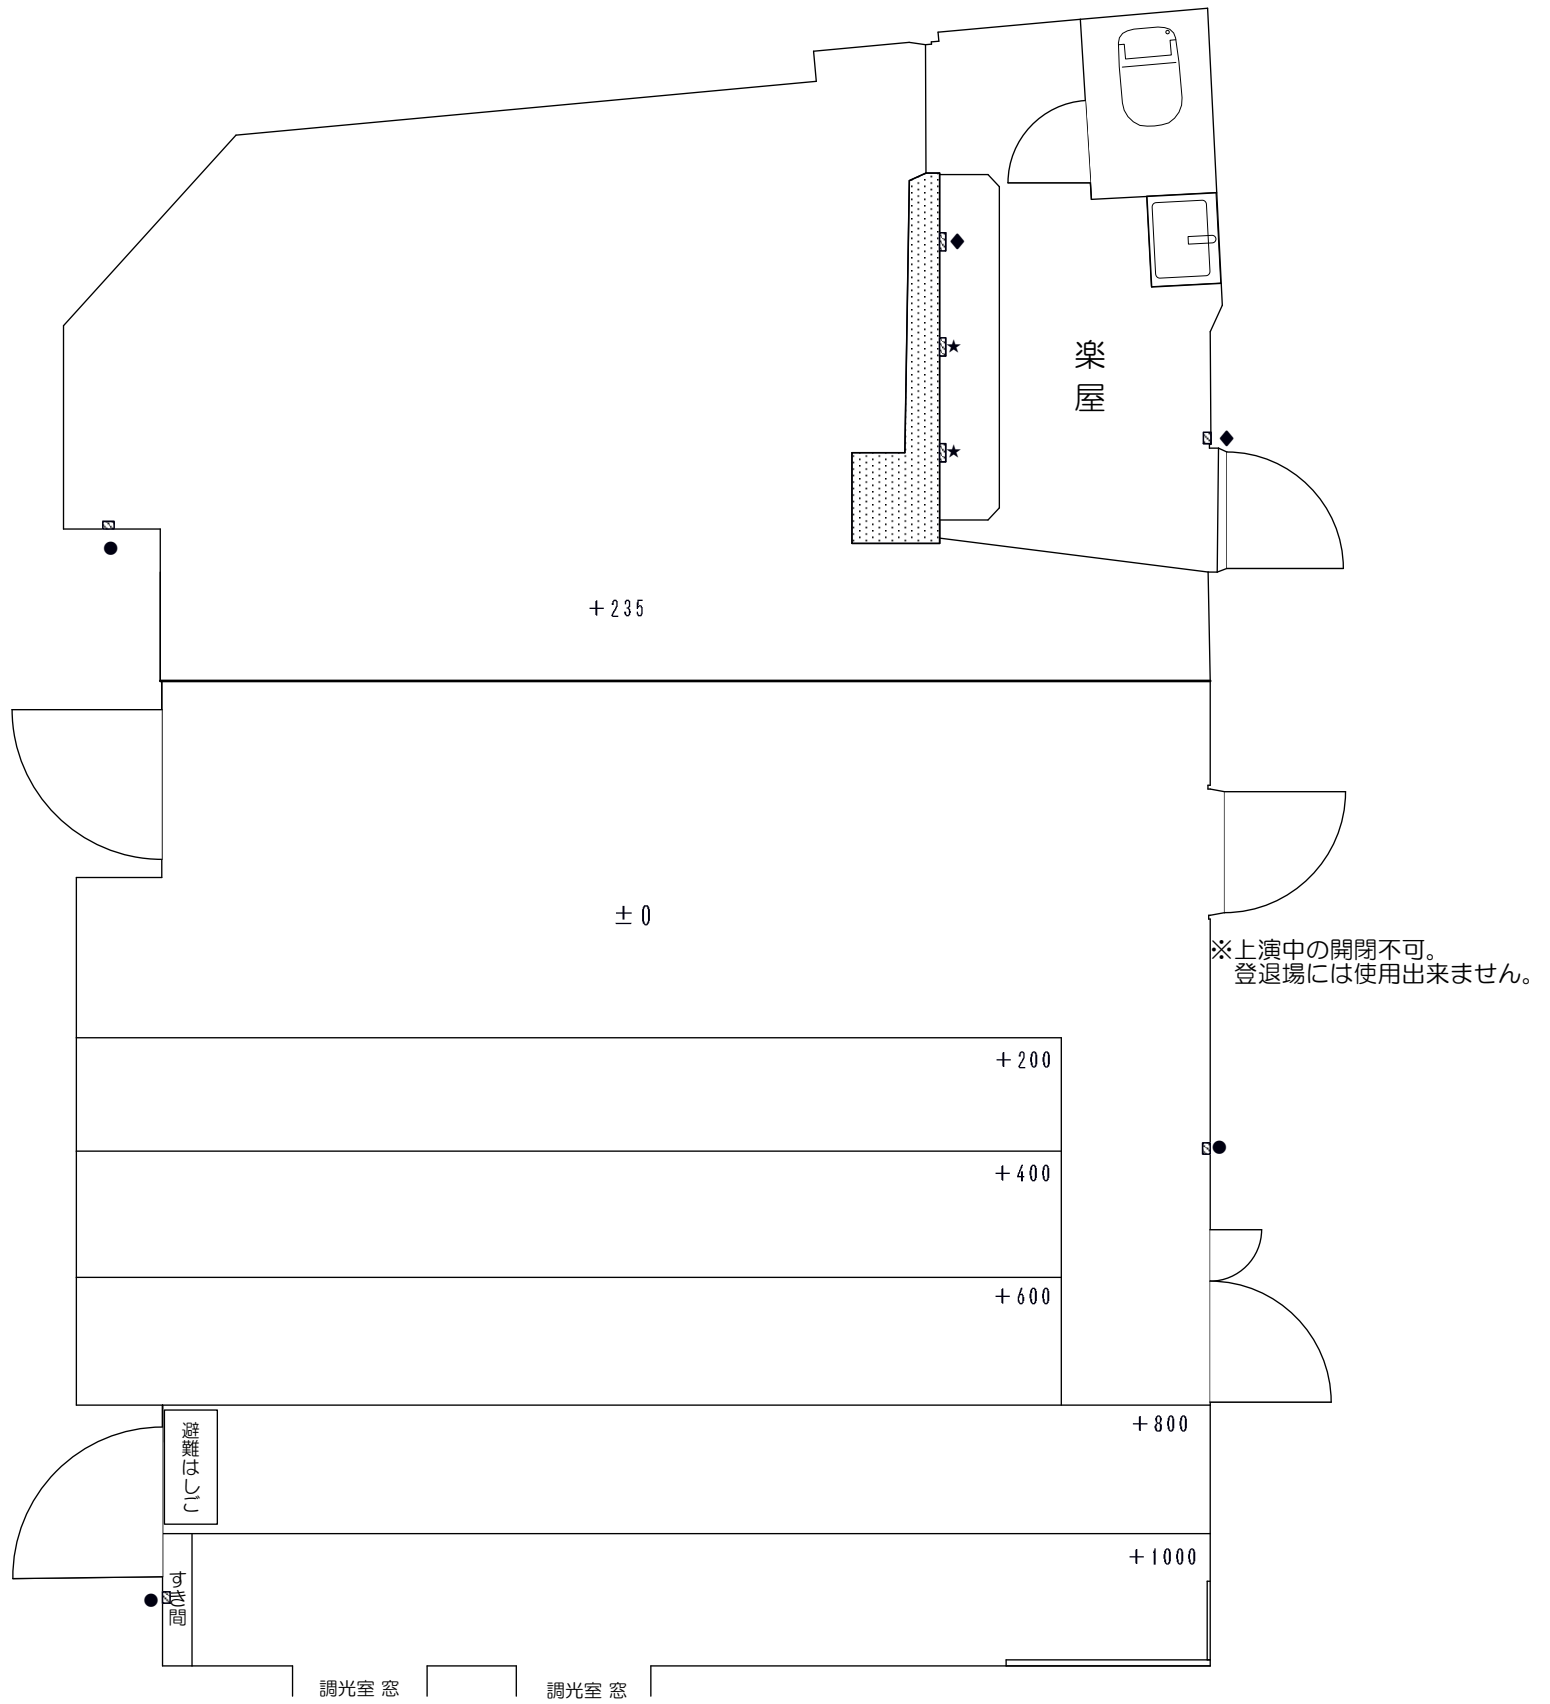 楽屋
+235
±0
※上演中の開閉不可。
登退場には使用出来ません。
+200
+400
+600
+800
避難はしご
+1000
すき間
調光室 窓
調光室 窓